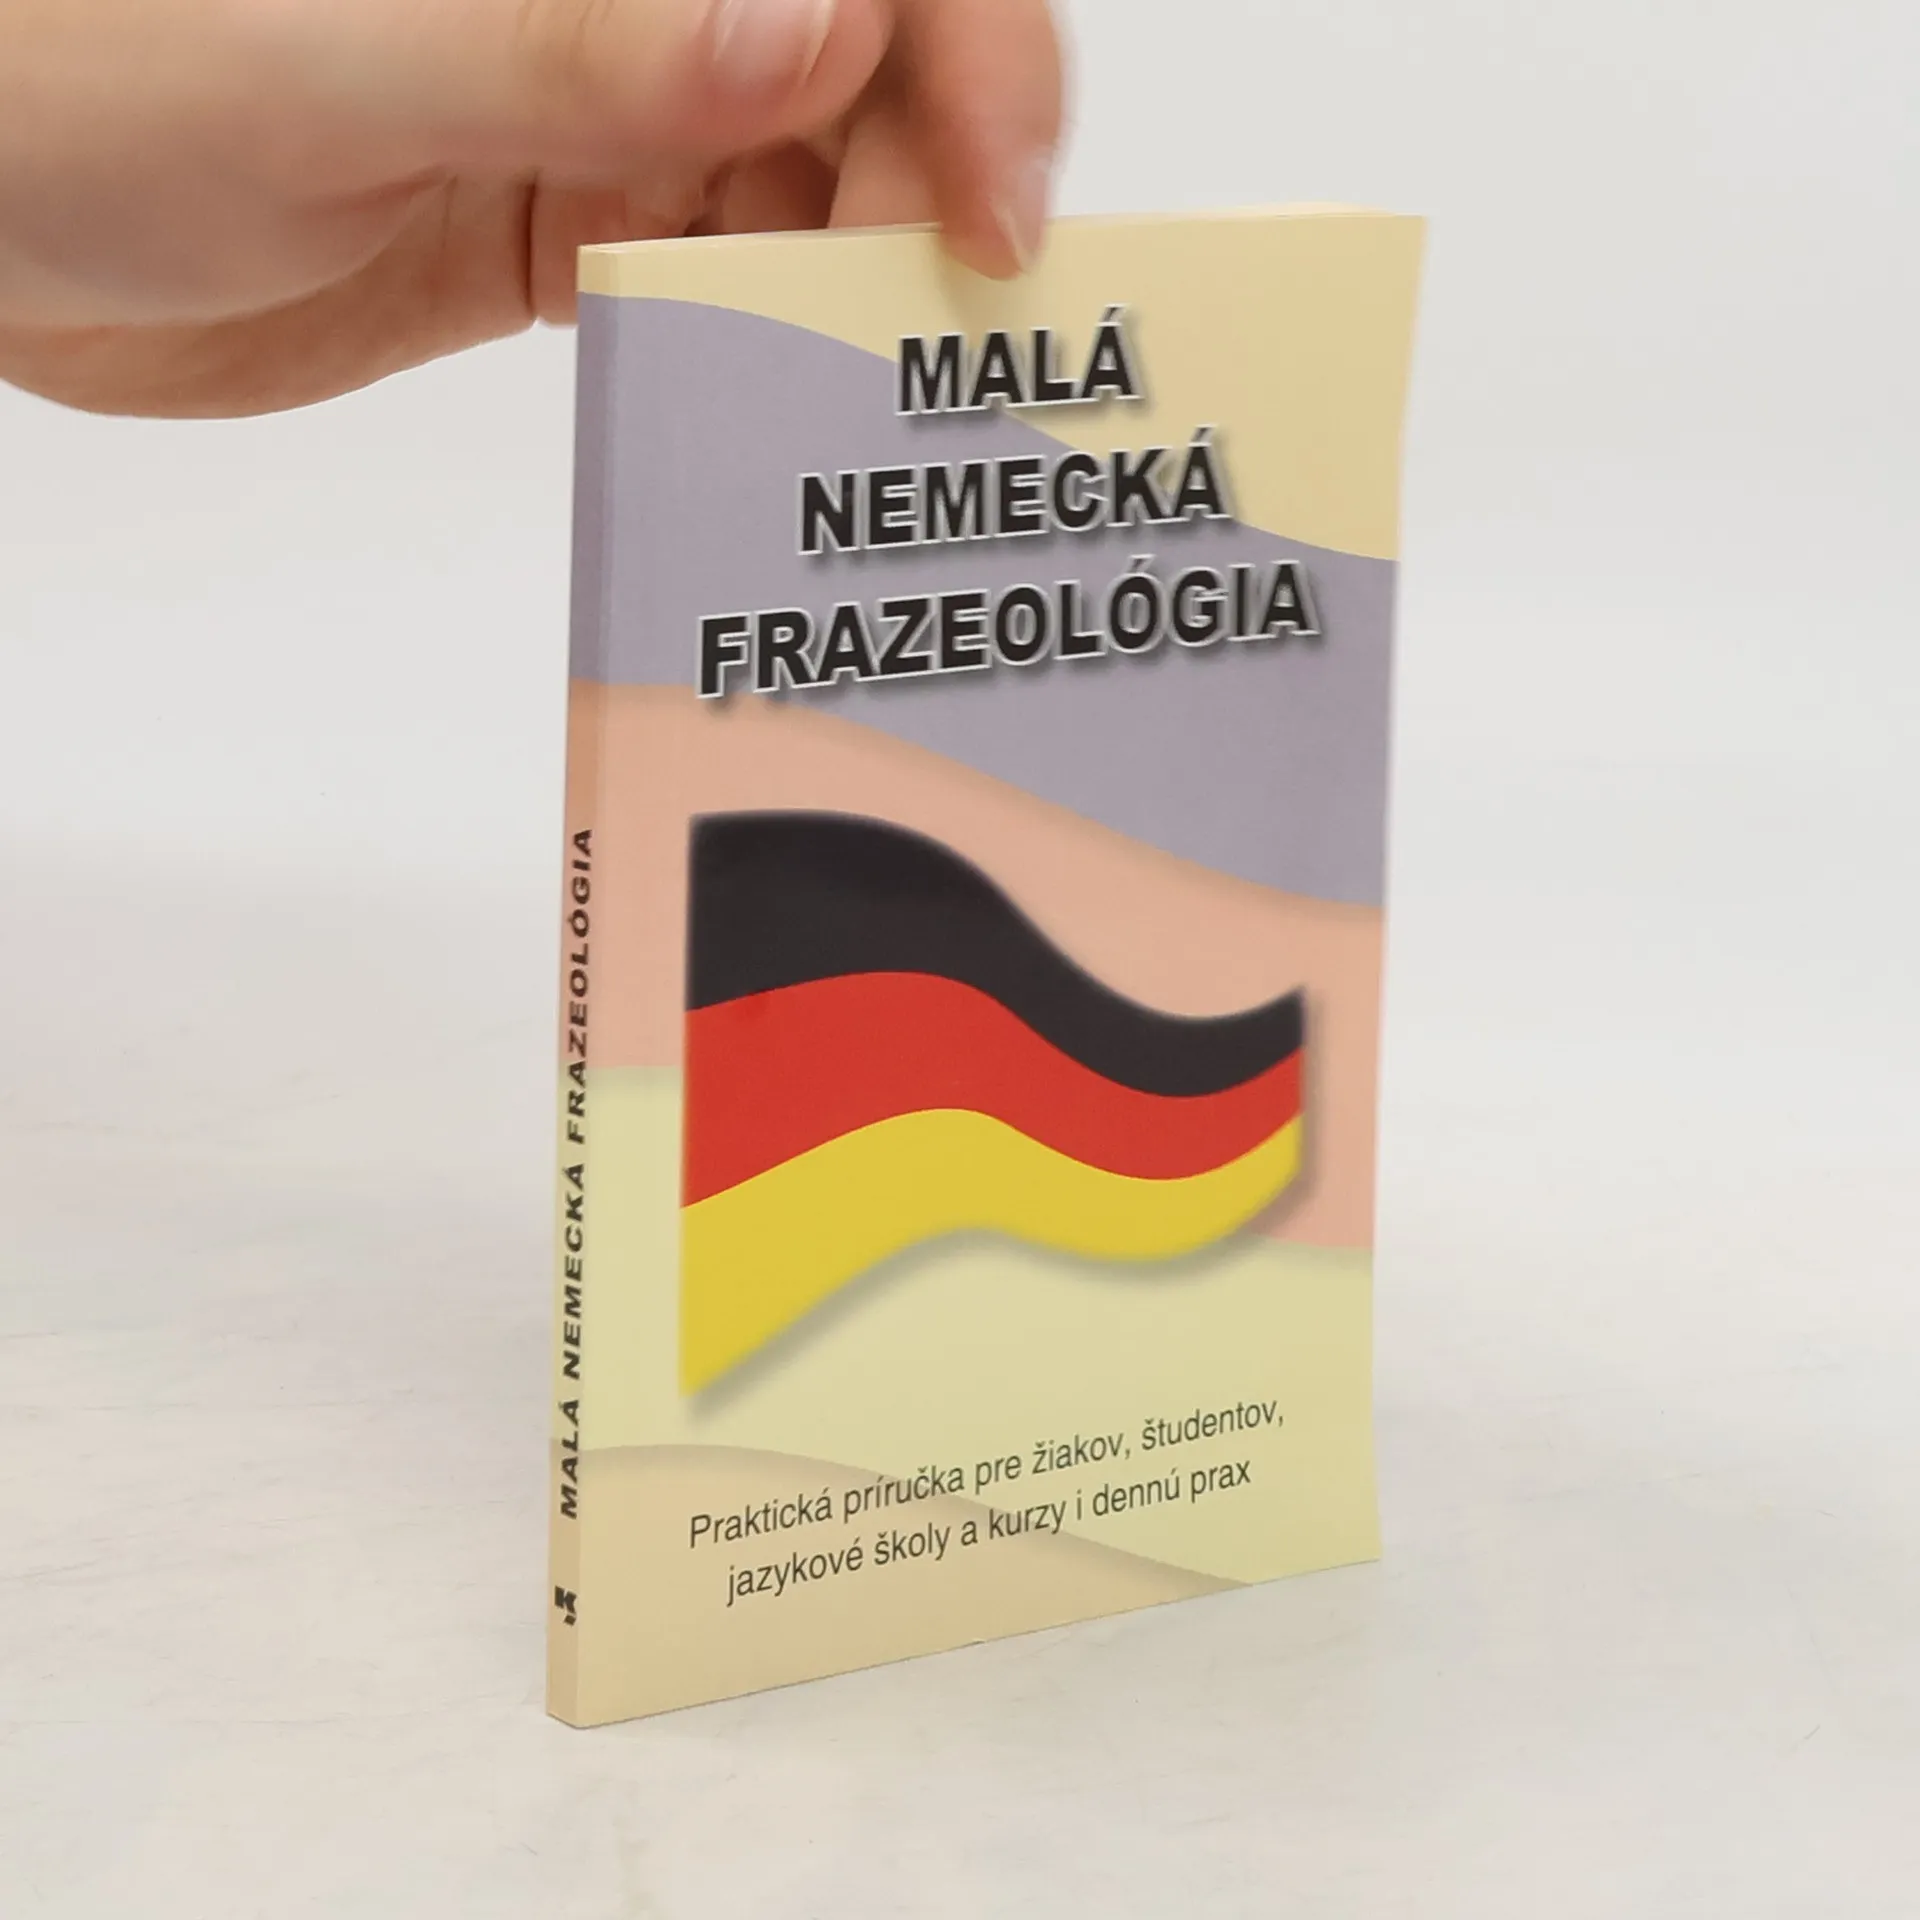 MALÁ
NEMECKÁ
FRAZEOLÓGIA
Praktická príručka pre žiakov, študentov,
jazykové školy a kurzy i dennú prax
MALÁ NEMECKÁ FRAZEOLÓGIA